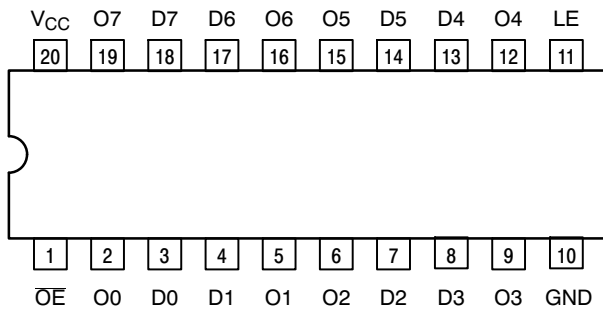 VCC O7 D7 D6 O6 O5 D5 D4 O4 LE
20 19 18 17 16 15 14 13 12 11
1 2 3 4 5 6 7 8 9 10
O̅E̅ O0 D0 D1 O1 O2 D2 D3 O3 GND